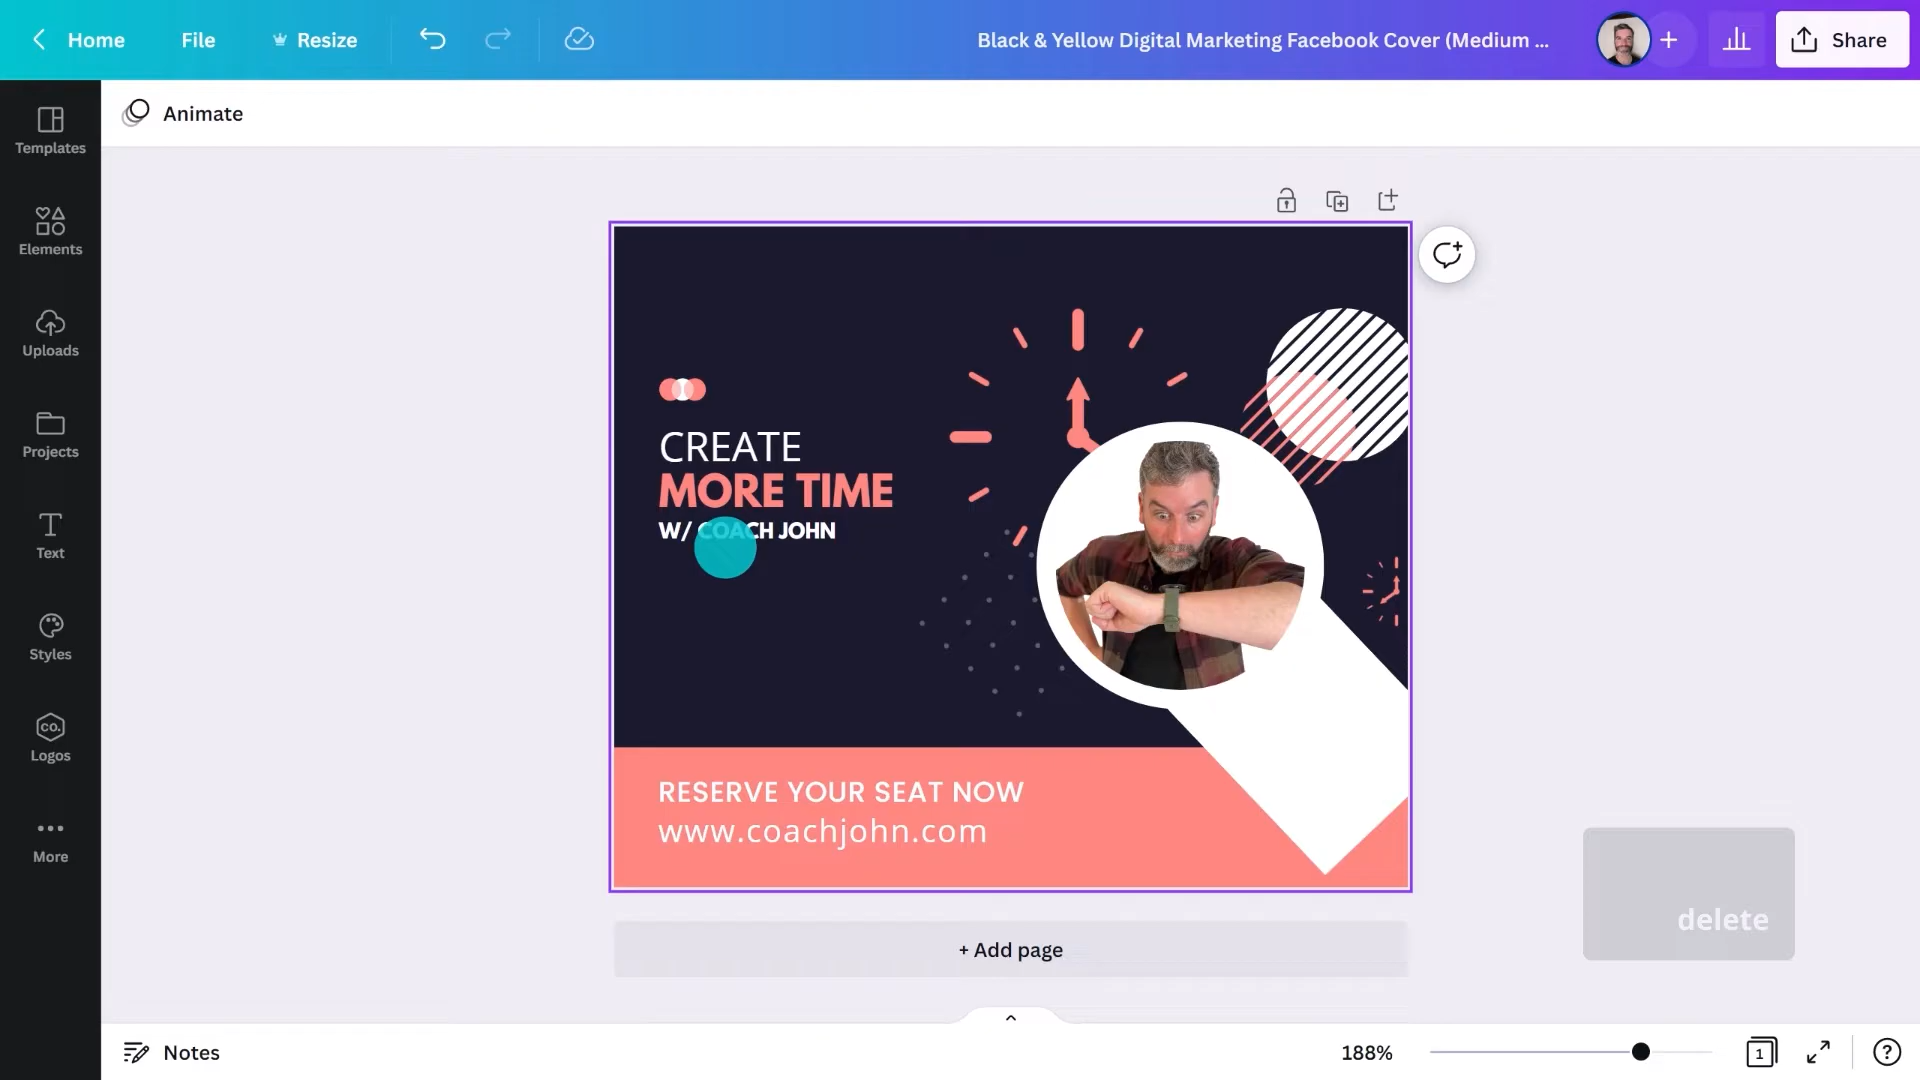 Home File Resize Black & Yellow Digital Marketing Facebook Cover (Medium ... Share
Animate
Templates
Elements
Uploads
Projects
Text
Styles
CO.
Logos
More
CREATE
MORE TIME
W/ COACH JOHN
RESERVE YOUR SEAT NOW
www.coachjohn.com
delete
+ Add page
Notes 188% 1 ?